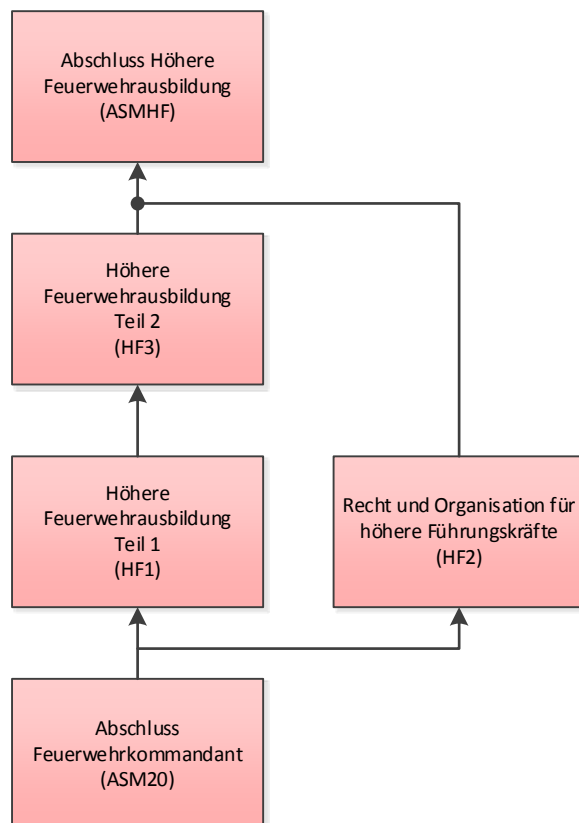 Abschluss Höhere
Feuerwehrausbildung
(ASMHF)
Höhere
Feuerwehrausbildung
Teil 2
(HF3)
Höhere
Feuerwehrausbildung
Teil 1
(HF1)
Recht und Organisation für
höhere Führungskräfte
(HF2)
Abschluss
Feuerwehrkommandant
(ASM20)